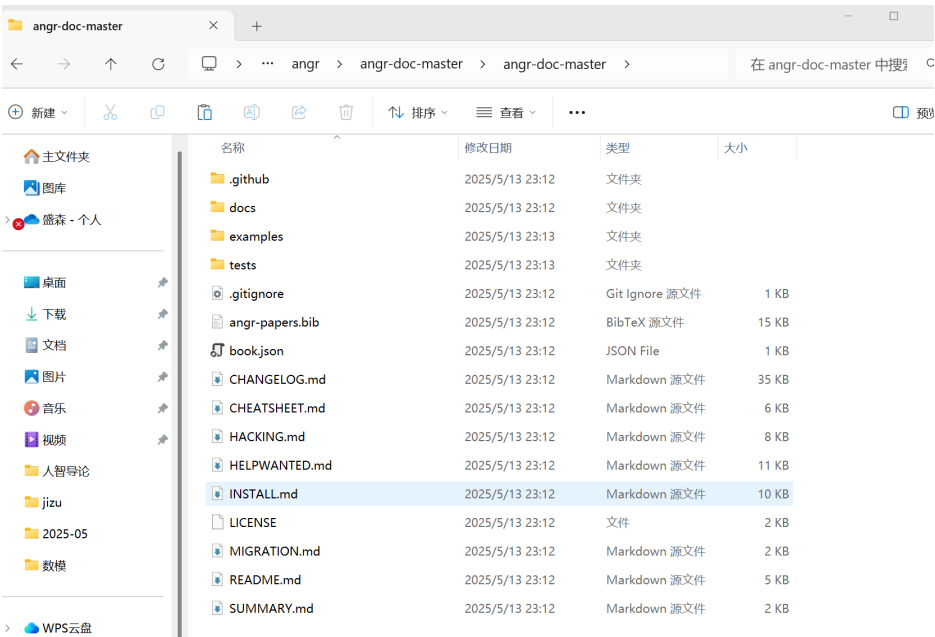 angr-doc-master
angr angr-doc-master angr-doc-master 在 angr-doc-master 中搜
新建 排序 查看 预
名称 修改日期 类型 大小
主文件夹
图库
盛森 - 个人
桌面
下载
文档
图片
音乐
视频
人智导论
jizu
2025-05
数模
WPS云盘
.github 2025/5/13 23:12 文件夹
docs 2025/5/13 23:12 文件夹
examples 2025/5/13 23:13 文件夹
tests 2025/5/13 23:13 文件夹
.gitignore 2025/5/13 23:12 Git Ignore 源文件 1 KB
angr-papers.bib 2025/5/13 23:12 BibTeX 源文件 15 KB
book.json 2025/5/13 23:12 JSON File 1 KB
CHANGELOG.md 2025/5/13 23:12 Markdown 源文件 35 KB
CHEATSHEET.md 2025/5/13 23:12 Markdown 源文件 6 KB
HACKING.md 2025/5/13 23:12 Markdown 源文件 8 KB
HELPWANTED.md 2025/5/13 23:12 Markdown 源文件 11 KB
INSTALL.md 2025/5/13 23:12 Markdown 源文件 10 KB
LICENSE 2025/5/13 23:12 文件 2 KB
MIGRATION.md 2025/5/13 23:12 Markdown 源文件 2 KB
README.md 2025/5/13 23:12 Markdown 源文件 5 KB
SUMMARY.md 2025/5/13 23:12 Markdown 源文件 2 KB